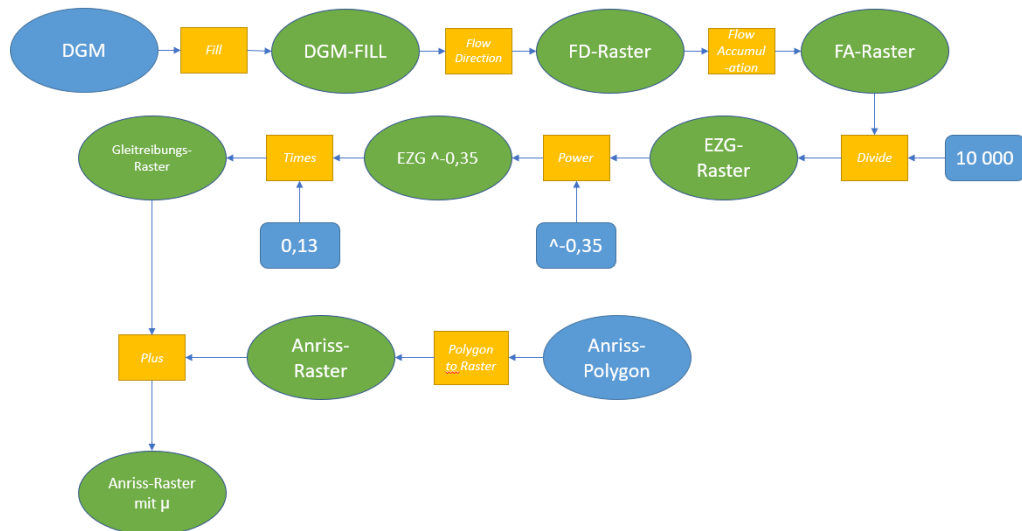 DGM
Fill
DGM-FILL
Flow
Direction
FD-Raster
Flow
Accumul
-ation
FA-Raster
Gleitreibungs-
Raster
Times
EZG ^-0,35
Power
EZG-
Raster
Divide
10 000
0,13
^-0,35
Plus
Anriss-
Raster
Polygon
to Raster
Anriss-
Polygon
Anriss-Raster
mit µ